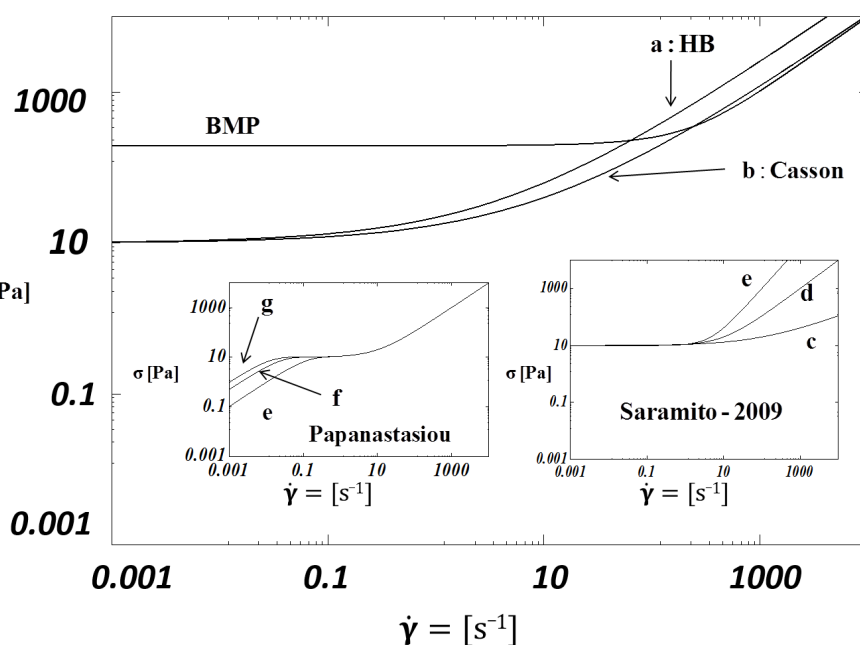 a : HB
1000
BMP
b : Casson
10
Pa]
1000
g
10
σ [Pa]
0.1
f
e
Papanastasiou
0.001
0.001 0.1 10 1000
γ̇ = [s⁻¹]
1000
e
d
σ [Pa]
10
c
0.1
Saramito - 2009
0.001
0.001 0.1 10 1000
γ̇ = [s⁻¹]
0.1
0.001
0.001 0.1 10 1000
γ̇ = [s⁻¹]